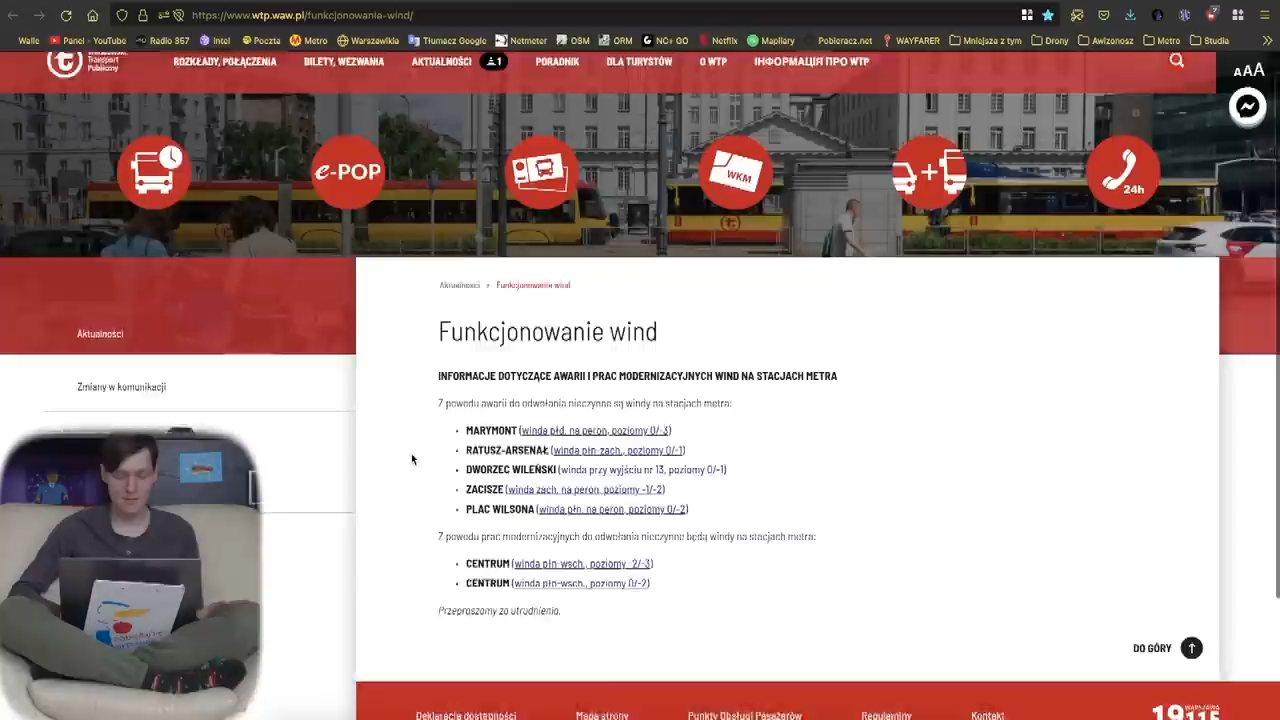 https://www.wtp.waw.pl/funkcjonowanie-wind/
Walle Panel - YouTube Radio 357 Intel Poczta Metro Warszawikia Tłumacz Google Netmeter OSM ORM NC+ GO Netflix Mapilary Pobieracz.net WAYFARER Mniejsza z tym Drony Awizonosz Metro Studia
Transport
Publiczny
ROZKŁADY, POŁĄCZENIA BILETY, WEZWANIA AKTUALNOŚCI 1 PORADNIK DLA TURYSTÓW O WTP ІНФОРМАЦІЯ ПРО WTP
AAA
e-POP
WKM
24h
Aktualności » Funkcjonowanie wind
Funkcjonowanie wind
Aktualności
Zmiany w komunikacji
INFORMACJE DOTYCZĄCE AWARII I PRAC MODERNIZACYJNYCH WIND NA STACJACH METRA
Z powodu awarii do odwołania nieczynne są windy na stacjach metra:
MARYMONT (winda płd. na peron, poziomy 0/-3)
RATUSZ-ARSENAŁ (winda płn-zach., poziomy 0/-1)
DWORZEC WILEŃSKI (winda przy wyjściu nr 13, poziomy 0/-1)
ZACISZE (winda zach. na peron, poziomy -1/-2)
PLAC WILSONA (winda płn. na peron, poziomy 0/-2)
Z powodu prac modernizacyjnych do odwołania nieczynne będą windy na stacjach metra:
CENTRUM (winda płn-wsch., poziomy -2/-3)
CENTRUM (winda płn-wsch., poziomy 0/-2)
Przepraszamy za utrudnienia.
DO GÓRY
Deklaracja dostępności Mapa strony Punkty Obsługi Pasażerów Regulaminy Kontakt
WARSZAWA
19115